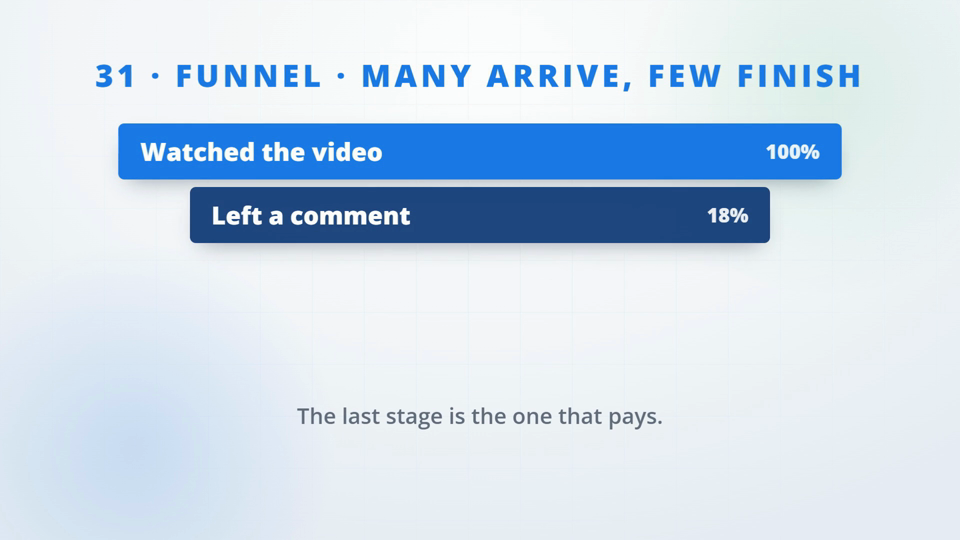 31 · FUNNEL · MANY ARRIVE, FEW FINISH
Watched the video 100%
Left a comment 18%
The last stage is the one that pays.